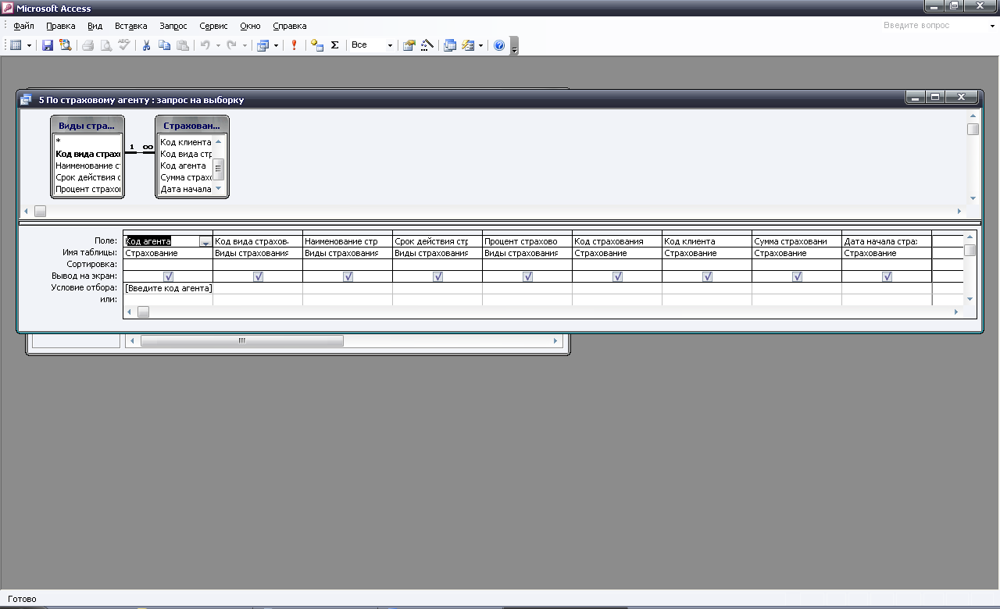 Microsoft Access
Файл Правка Вид Вставка Запрос Сервис Окно Справка Введите вопрос
Все
5 По страховому агенту : запрос на выборку
Виды стра... Страхован...
* Код клиента
Код вида страхо Код вида стр
1 ∞
Наименование ст Код агента
Срок действия с Сумма страхо
Процент страхов Дата начала
Поле: Код агента Код вида страхов Наименование стр Срок действия стр Процент страхово Код страхования Код клиента Сумма страховани Дата начала страх
Имя таблицы: Страхование Виды страхования Виды страхования Виды страхования Виды страхования Страхование Страхование Страхование Страхование
Сортировка:
Вывод на экран:
Условие отбора: [Введите код агента]
или:
Готово